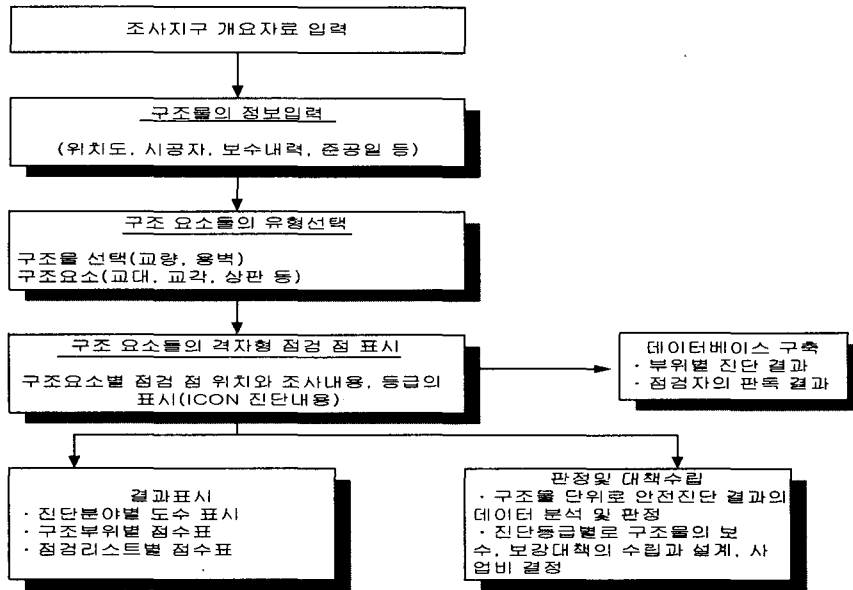 조사지구 개요자료 입력
구조물의 정보입력
(위치도, 시공자, 보수내력, 준공일 등)
구조 요소들의 유형선택
구조물 선택(교량, 옹벽)
구조요소(교대, 교각, 상판 등)
구조 요소들의 격자형 점검 점 표시
구조요소별 점검 점 위치와 조사내용, 등급의
표시(ICON 진단내용)
데이터베이스 구축
· 부위별 진단 결과
· 점검자의 판독 결과
결과표시
· 진단분야별 도수 표시
· 구조부위별 점수표
· 점검리스트별 점수표
판정및 대책수립
· 구조물 단위로 안전진단 결과의
데이터 분석 및 판정
· 진단등급별로 구조물의 보
수, 보강대책의 수립과 설계, 사
업비 결정